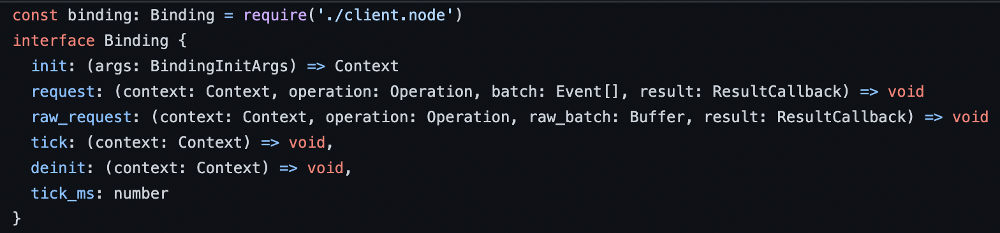 const binding: Binding = require('./client.node')
interface Binding {
  init: (args: BindingInitArgs) => Context
  request: (context: Context, operation: Operation, batch: Event[], result: ResultCallback) => void
  raw_request: (context: Context, operation: Operation, raw_batch: Buffer, result: ResultCallback) => void
  tick: (context: Context) => void,
  deinit: (context: Context) => void,
  tick_ms: number
}